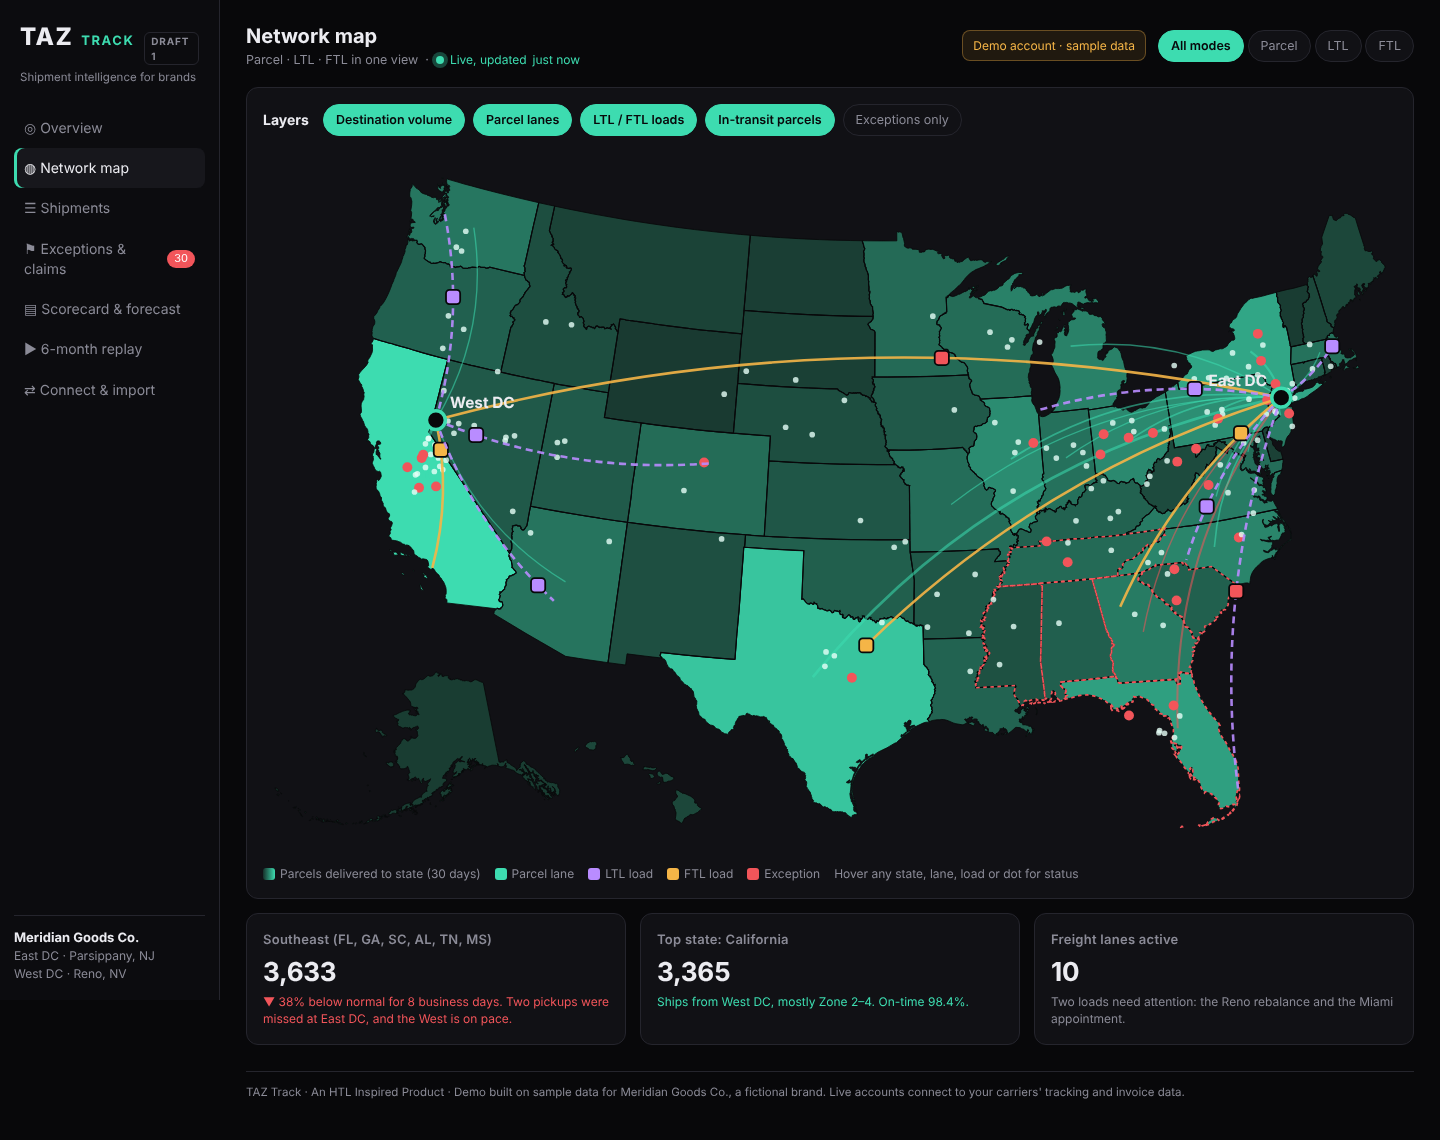 TAZ TRACK DRAFT 1
Shipment intelligence for brands
◎ Overview
◍ Network map
☰ Shipments
⚑ Exceptions & claims 30
▤ Scorecard & forecast
▶ 6-month replay
⇄ Connect & import
Meridian Goods Co.
East DC · Parsippany, NJ
West DC · Reno, NV
Network map
Parcel · LTL · FTL in one view · Live, updated just now
Demo account · sample data
All modes
Parcel
LTL
FTL
Layers
Destination volume
Parcel lanes
LTL / FTL loads
In-transit parcels
Exceptions only
East DC
West DC
Parcels delivered to state (30 days)
Parcel lane
LTL load
FTL load
Exception
Hover any state, lane, load or dot for status
Southeast (FL, GA, SC, AL, TN, MS)
3,633
▼ 38% below normal for 8 business days. Two pickups were
missed at East DC, and the West is on pace.
Top state: California
3,365
Ships from West DC, mostly Zone 2–4. On-time 98.4%.
Freight lanes active
10
Two loads need attention: the Reno rebalance and the Miami
appointment.
TAZ Track · An HTL Inspired Product · Demo built on sample data for Meridian Goods Co., a fictional brand. Live accounts connect to your carriers' tracking and invoice data.